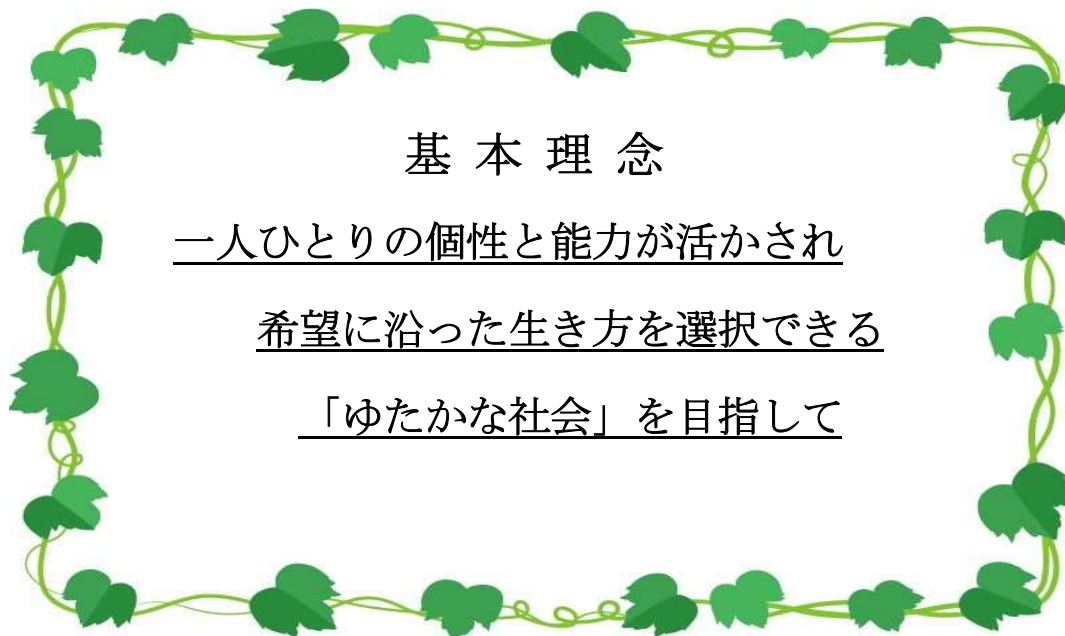 基本理念
一人ひとりの個性と能力が活かされ
希望に沿った生き方を選択できる
「ゆたかな社会」を目指して